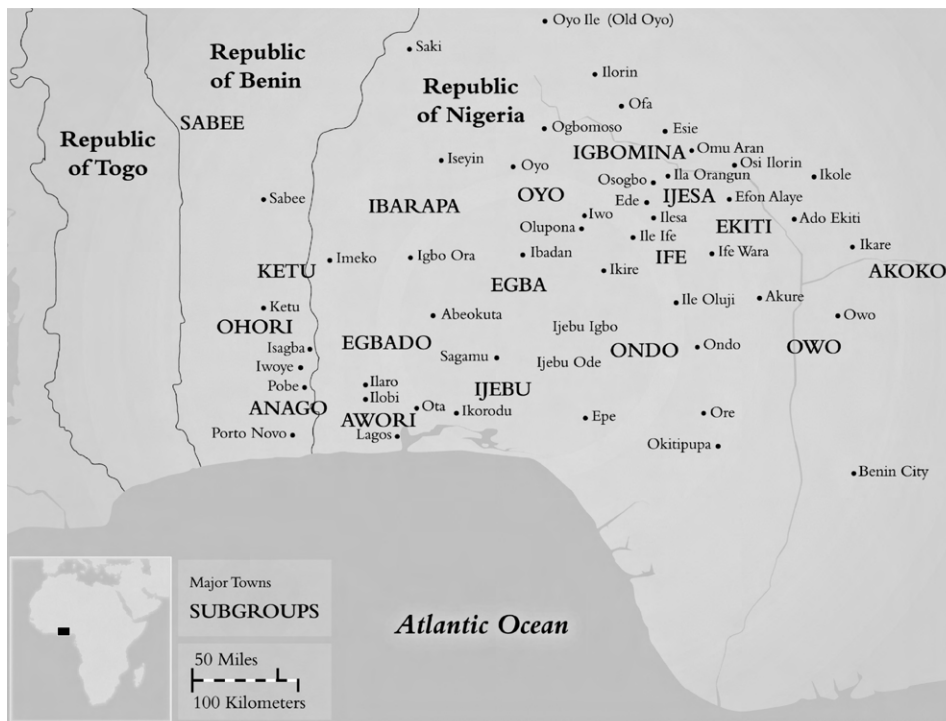 Oyo Ile (Old Oyo)
Saki
Republic
of Benin
Ilorin
Republic
of Nigeria
Ofa
SABEE
Ogbomoso
Esie
Republic
of Togo
IGBOMINA
Omu Aran
Iseyin
Oyo
Osi Ilorin
Osogbo
Ila Orangun
Ikole
Sabee
IBARAPA
OYO
Ede
IJESA
Efon Alaye
Iwo
Ilesa
EKITI
Ado Ekiti
Olupona
Ile Ife
Ikare
KETU
Imeko
Igbo Ora
Ibadan
IFE
Ife Wara
Ikire
AKOKO
EGBA
Ketu
Abeokuta
Ile Oluji
Akure
Owo
OHORI
Ijebu Igbo
Isagba
EGBADO
Sagamu
Ijebu Ode
ONDO
Ondo
OWO
Iwoye
Pobe
Ilaro
IJEBU
Ilobi
ANAGO
AWORI
Ota
Ikorodu
Epe
Ore
Porto Novo
Lagos
Okitipupa
Benin City
Major Towns
SUBGROUPS
Atlantic Ocean
50 Miles
100 Kilometers